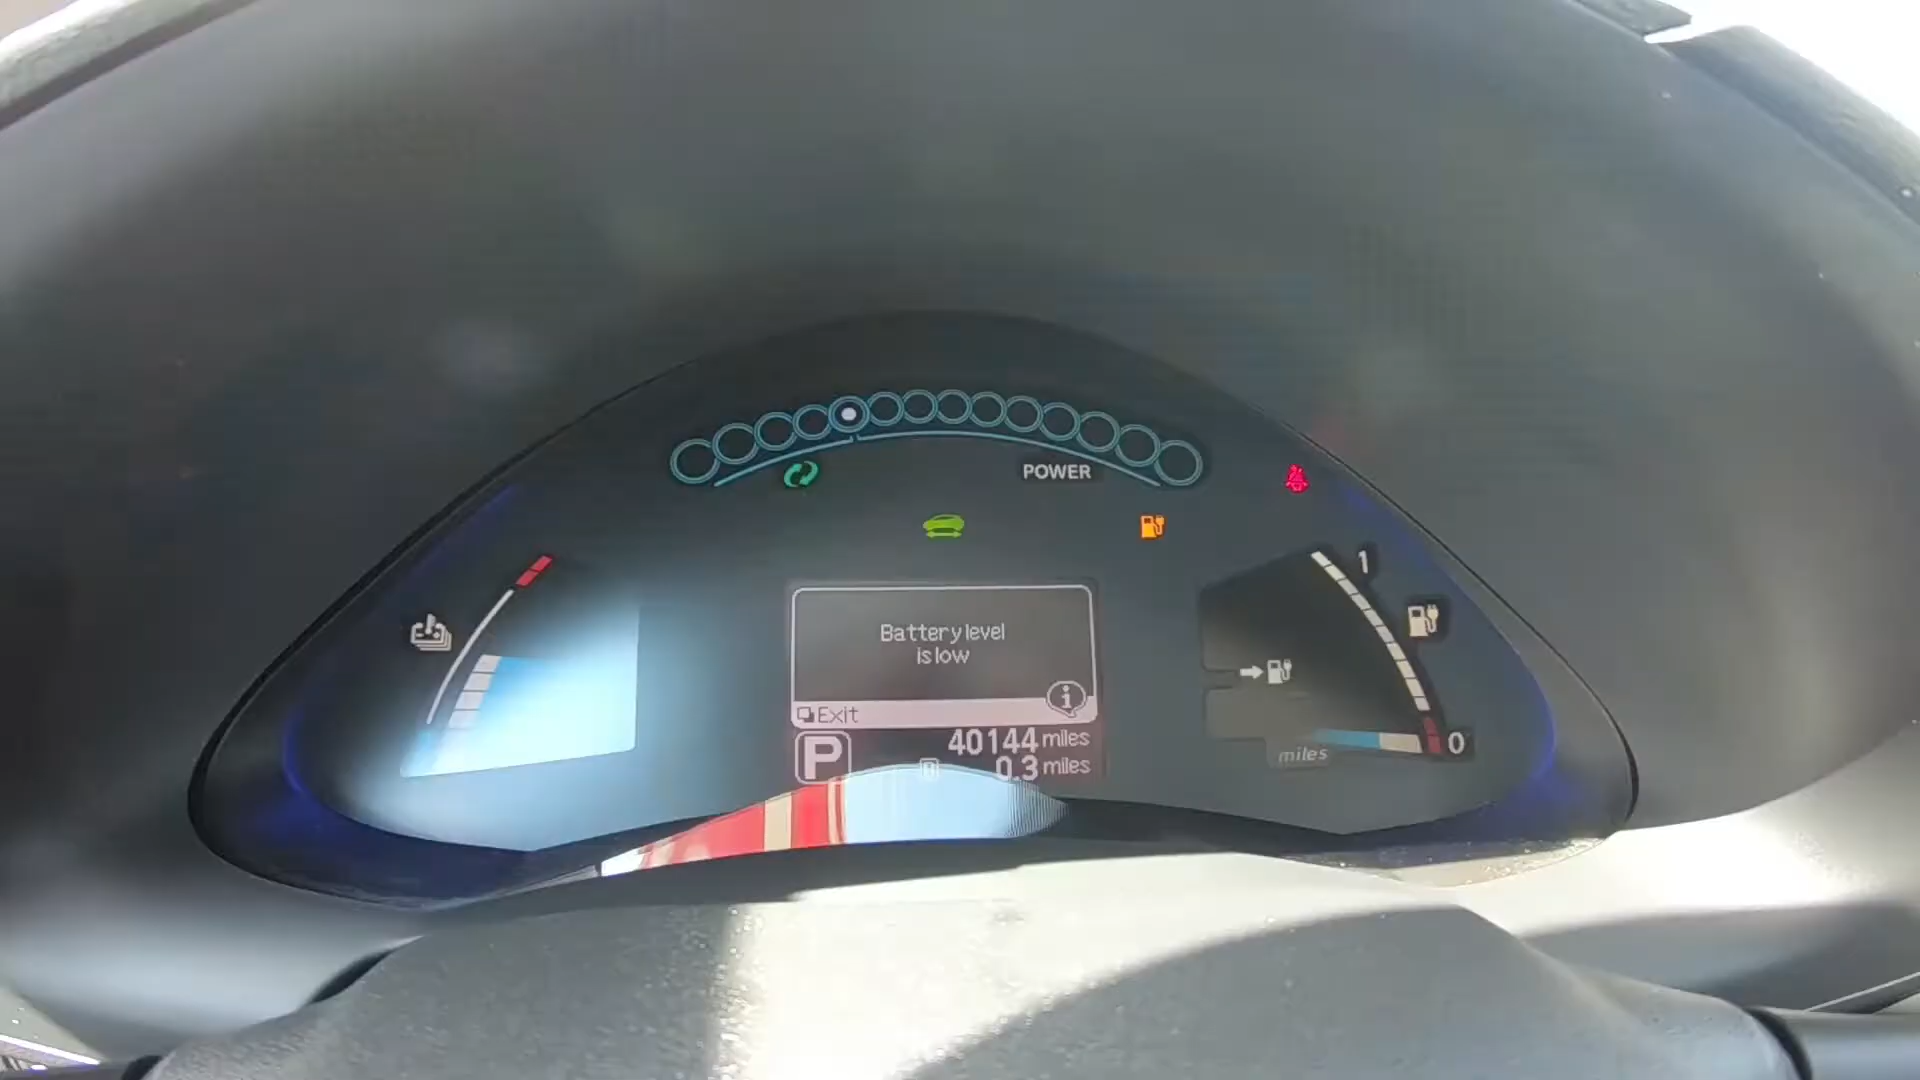 POWER
1
Battery level
is low
Exit
i
P
40144 miles
0.3 miles
0
miles